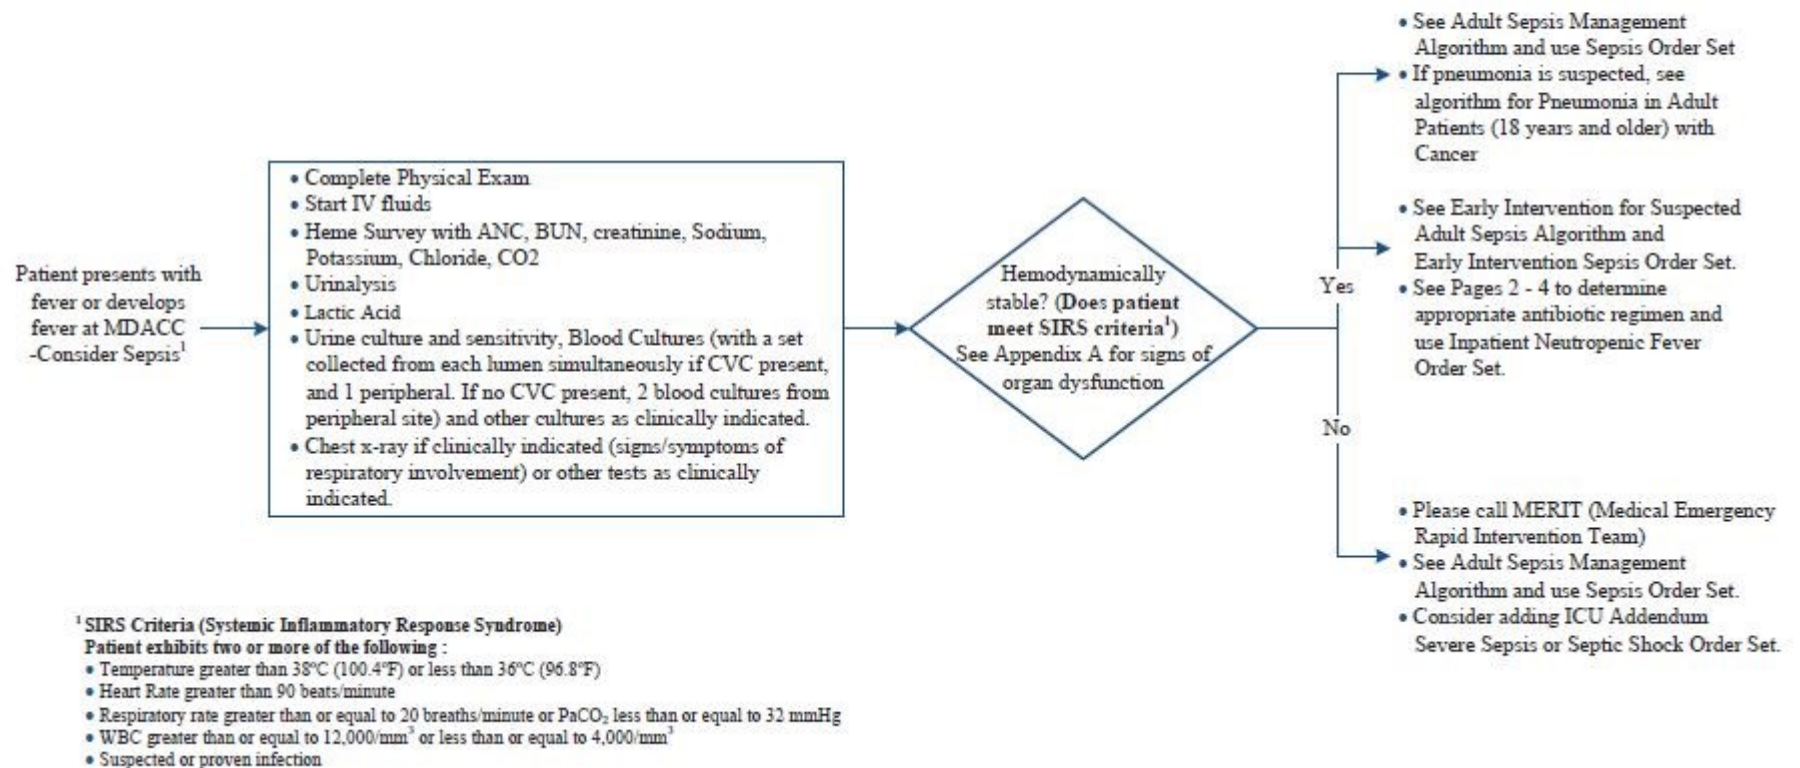 Patient presents with
fever or develops
fever at MDACC
-Consider Sepsis¹
• Complete Physical Exam
• Start IV fluids
• Heme Survey with ANC, BUN, creatinine, Sodium,
Potassium, Chloride, CO2
• Urinalysis
• Lactic Acid
• Urine culture and sensitivity, Blood Cultures (with a set
collected from each lumen simultaneously if CVC present,
and 1 peripheral. If no CVC present, 2 blood cultures from
peripheral site) and other cultures as clinically indicated.
• Chest x-ray if clinically indicated (signs/symptoms of
respiratory involvement) or other tests as clinically
indicated.
Hemodynamically
stable? (Does patient
meet SIRS criteria¹)
See Appendix A for signs of
organ dysfunction
Yes
No
• See Adult Sepsis Management
Algorithm and use Sepsis Order Set
• If pneumonia is suspected, see
algorithm for Pneumonia in Adult
Patients (18 years and older) with
Cancer
• See Early Intervention for Suspected
Adult Sepsis Algorithm and
Early Intervention Sepsis Order Set.
• See Pages 2 - 4 to determine
appropriate antibiotic regimen and
use Inpatient Neutropenic Fever
Order Set.
• Please call MERIT (Medical Emergency
Rapid Intervention Team)
• See Adult Sepsis Management
Algorithm and use Sepsis Order Set.
• Consider adding ICU Addendum
Severe Sepsis or Septic Shock Order Set.
¹ SIRS Criteria (Systemic Inflammatory Response Syndrome)
Patient exhibits two or more of the following :
• Temperature greater than 38ºC (100.4ºF) or less than 36ºC (96.8ºF)
• Heart Rate greater than 90 beats/minute
• Respiratory rate greater than or equal to 20 breaths/minute or PaCO₂ less than or equal to 32 mmHg
• WBC greater than or equal to 12,000/mm³ or less than or equal to 4,000/mm³
• Suspected or proven infection